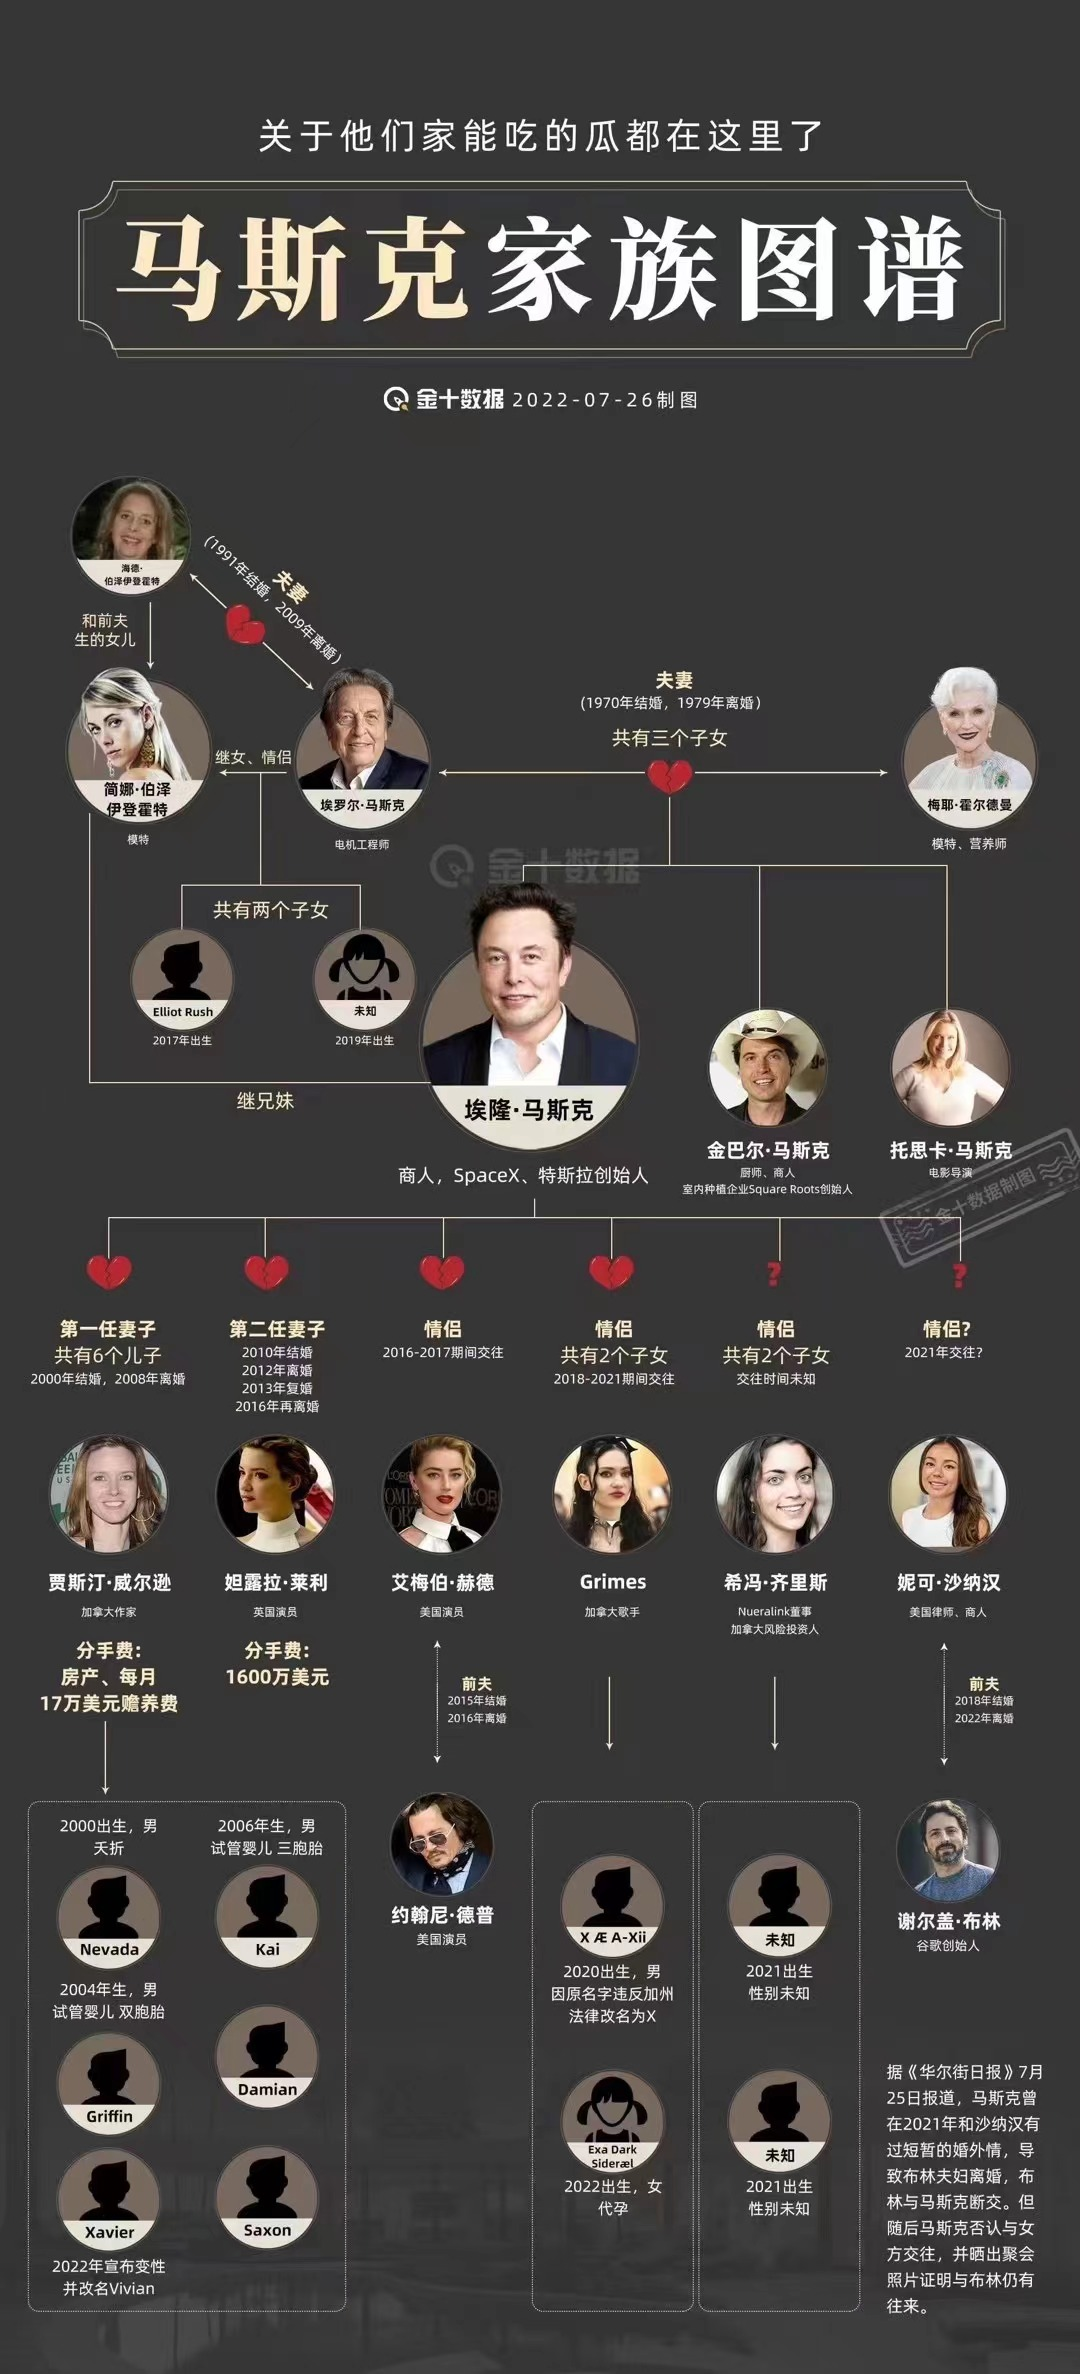 关于他们家能吃的瓜都在这里了
马斯克家族图谱
金十数据 2022-07-26制图
海德·
伯泽伊登霍特
夫妻
(1991年结婚，2009年离婚)
和前夫
生的女儿
夫妻
(1970年结婚，1979年离婚)
共有三个子女
继女、情侣
简娜·伯泽
伊登霍特
模特
埃罗尔·马斯克
电机工程师
梅耶·霍尔德曼
模特、营养师
金十数据
共有两个子女
Elliot Rush
2017年出生
未知
2019年出生
继兄妹
埃隆·马斯克
商人，SpaceX、特斯拉创始人
金巴尔·马斯克
厨师、商人
室内种植企业Square Roots创始人
托思卡·马斯克
电影导演
金十数据制图
第一任妻子
共有6个儿子
2000年结婚，2008年离婚
第二任妻子
2010年结婚
2012年离婚
2013年复婚
2016年再离婚
情侣
2016-2017期间交往
情侣
共有2个子女
2018-2021期间交往
情侣
共有2个子女
交往时间未知
情侣?
2021年交往?
贾斯汀·威尔逊
加拿大作家
分手费：
房产、每月
17万美元赡养费
妲露拉·莱利
英国演员
分手费：
1600万美元
艾梅伯·赫德
美国演员
前夫
2015年结婚
2016年离婚
Grimes
加拿大歌手
希冯·齐里斯
Nueralink董事
加拿大风险投资人
妮可·沙纳汉
美国律师、商人
前夫
2018年结婚
2022年离婚
2000出生，男
夭折
Nevada
2004年生，男
试管婴儿 双胞胎
Griffin
Xavier
2022年宣布变性
并改名Vivian
2006年生，男
试管婴儿 三胞胎
Kai
Damian
Saxon
约翰尼·德普
美国演员
X Æ A-Xii
2020出生，男
因原名字违反加州
法律改名为X
Exa Dark
Sideræl
2022出生，女
代孕
未知
2021出生
性别未知
未知
2021出生
性别未知
谢尔盖·布林
谷歌创始人
据《华尔街日报》7月
25日报道，马斯克曾
在2021年和沙纳汉有
过短暂的婚外情，导
致布林夫妇离婚，布
林与马斯克断交。但
随后马斯克否认与女
方交往，并晒出聚会
照片证明与布林仍有
往来。